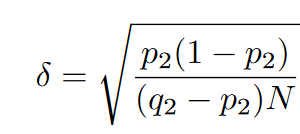 δ = √(p₂(1 − p₂) / ((q₂ − p₂)N))